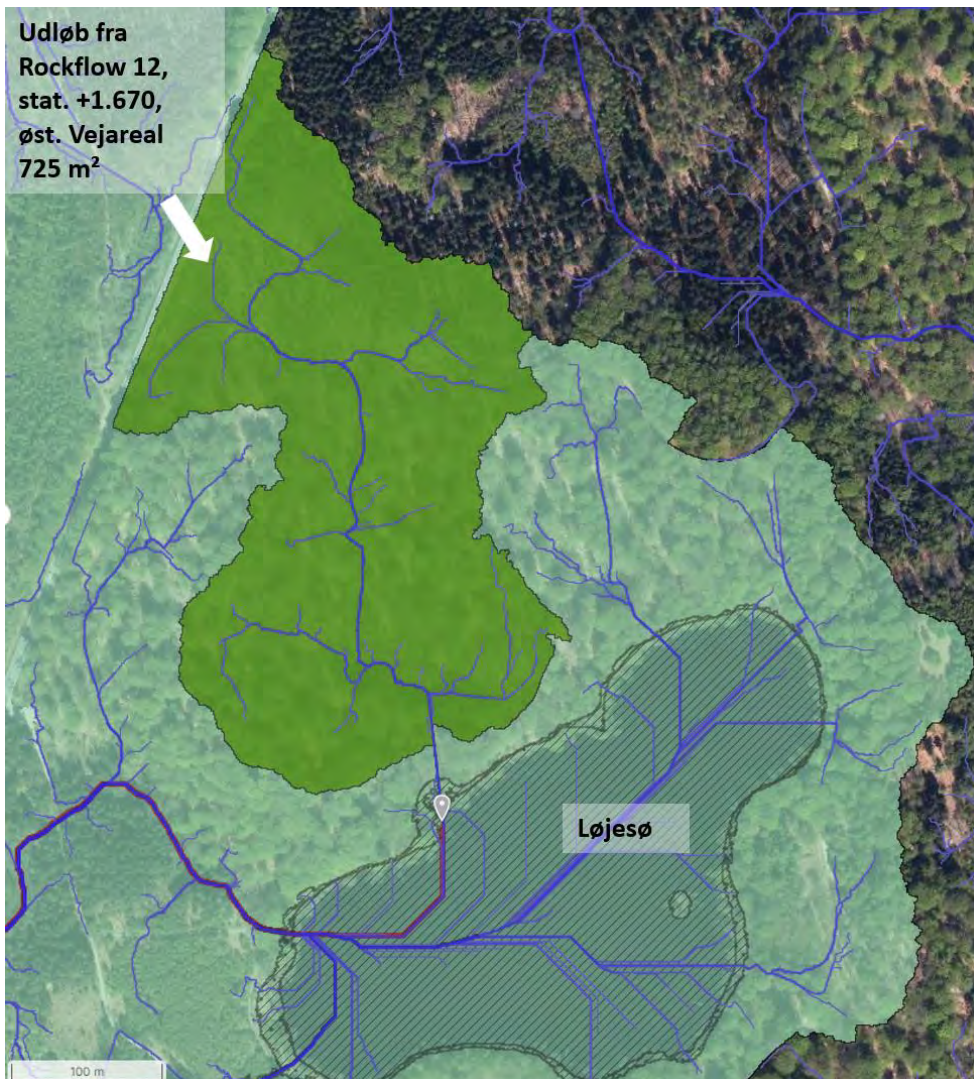 Udløb fra
Rockflow 12,
stat. +1.670,
øst. Vejareal
725 m²
Løjesø
100 m